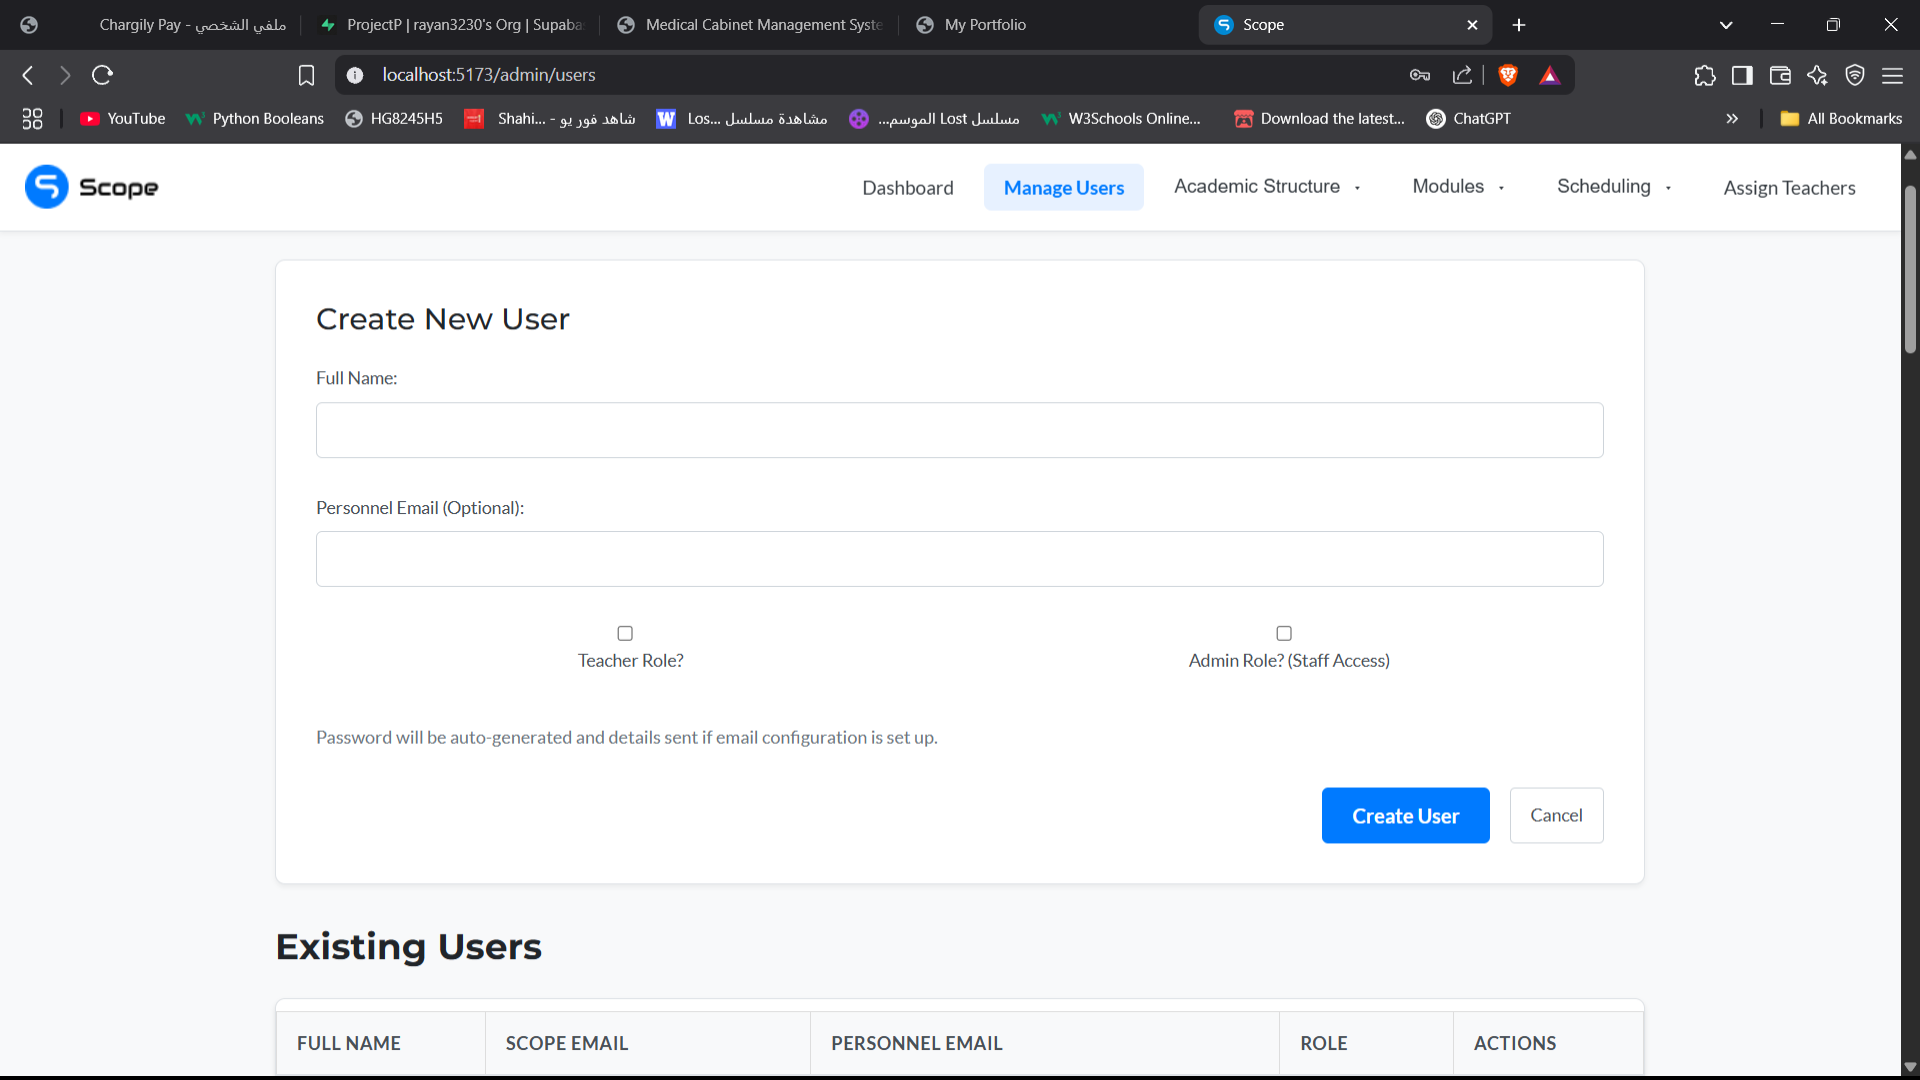 Chargily Pay - ملفي الشخصي
ProjectP | rayan3230's Org | Supaba
Medical Cabinet Management Syste
My Portfolio
Scope
localhost:5173/admin/users
YouTube
Python Booleans
HG8245H5
Shahi... - شاهد فور يو
Los... مشاهدة مسلسل
...مسلسل Lost الموسم
W3Schools Online...
Download the latest...
ChatGPT
All Bookmarks
Scope
Dashboard
Manage Users
Academic Structure
Modules
Scheduling
Assign Teachers
Create New User
Full Name:
Personnel Email (Optional):
Teacher Role?
Admin Role? (Staff Access)
Password will be auto-generated and details sent if email configuration is set up.
Create User
Cancel
Existing Users
FULL NAME
SCOPE EMAIL
PERSONNEL EMAIL
ROLE
ACTIONS